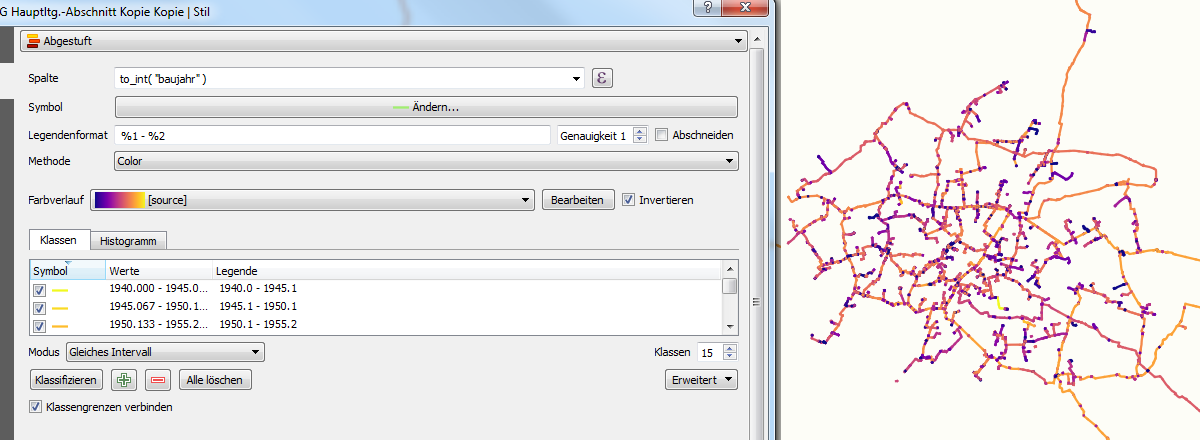 G Hauptltg.-Abschnitt Kopie Kopie | Stil
?
Abgestuft
Spalte to_int( "baujahr" ) ε
Symbol Ändern...
Legendenformat %1 - %2 Genauigkeit 1 Abschneiden
Methode Color
Farbverlauf [source] Bearbeiten Invertieren
Klassen Histogramm
Symbol Werte Legende
1940.000 - 1945.0... 1940.0 - 1945.1
1945.067 - 1950.1... 1945.1 - 1950.1
1950.133 - 1955.2... 1950.1 - 1955.2
Modus Gleiches Intervall Klassen 15
Klassifizieren Alle löschen Erweitert
Klassengrenzen verbinden